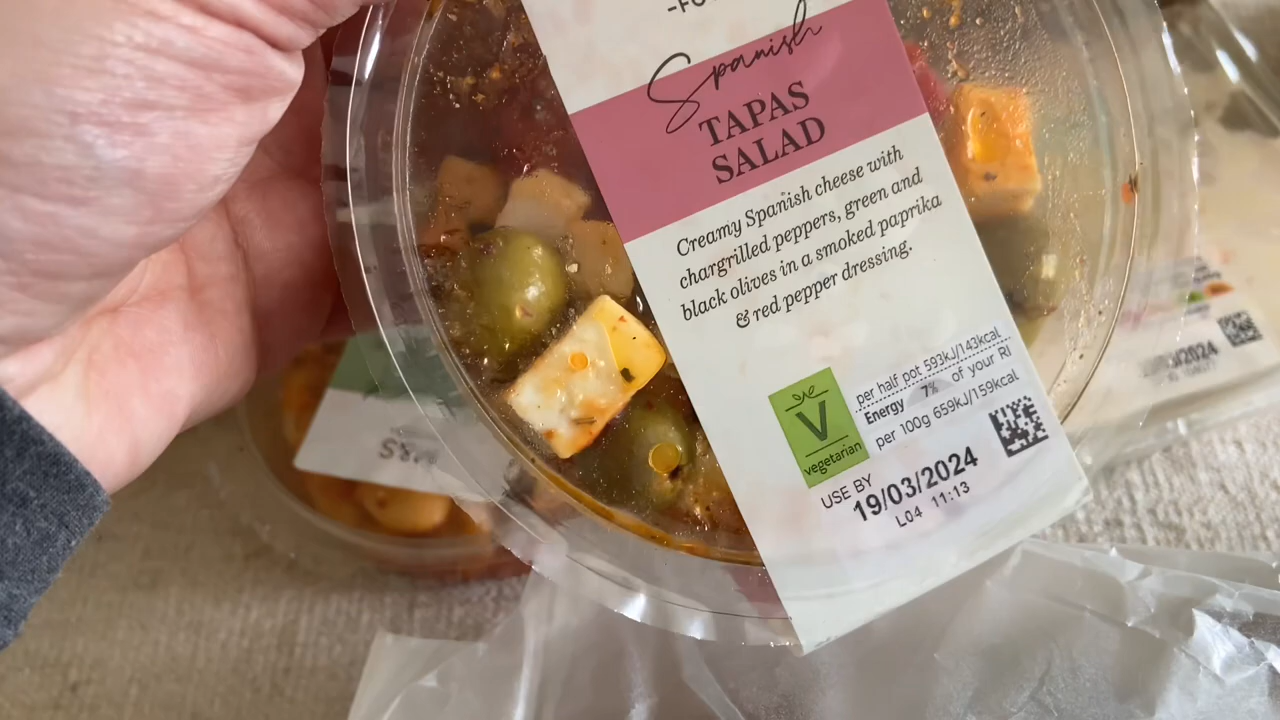 Spanish
TAPAS
SALAD
Creamy Spanish cheese with
chargrilled peppers, green and
black olives in a smoked paprika
& red pepper dressing.
V
vegetarian
per half pot 593kJ/143kcal
Energy 7% of your RI
per 100g 659kJ/159kcal
USE BY
19/03/2024
L04 11:13